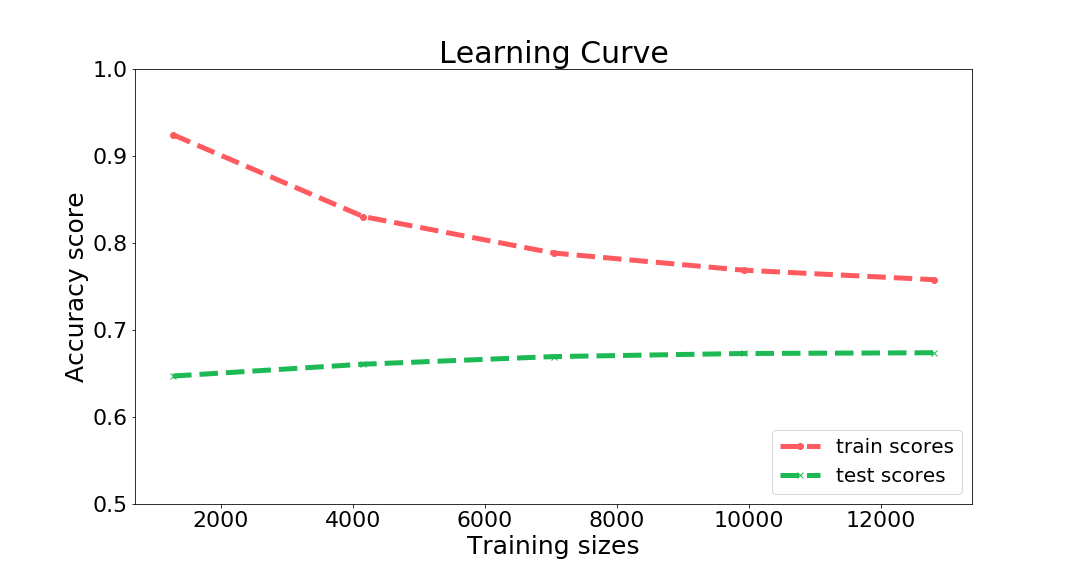 Learning Curve
1.0
0.9
0.8
0.7
0.6
0.5
Accuracy score
train scores
test scores
2000 4000 6000 8000 10000 12000
Training sizes